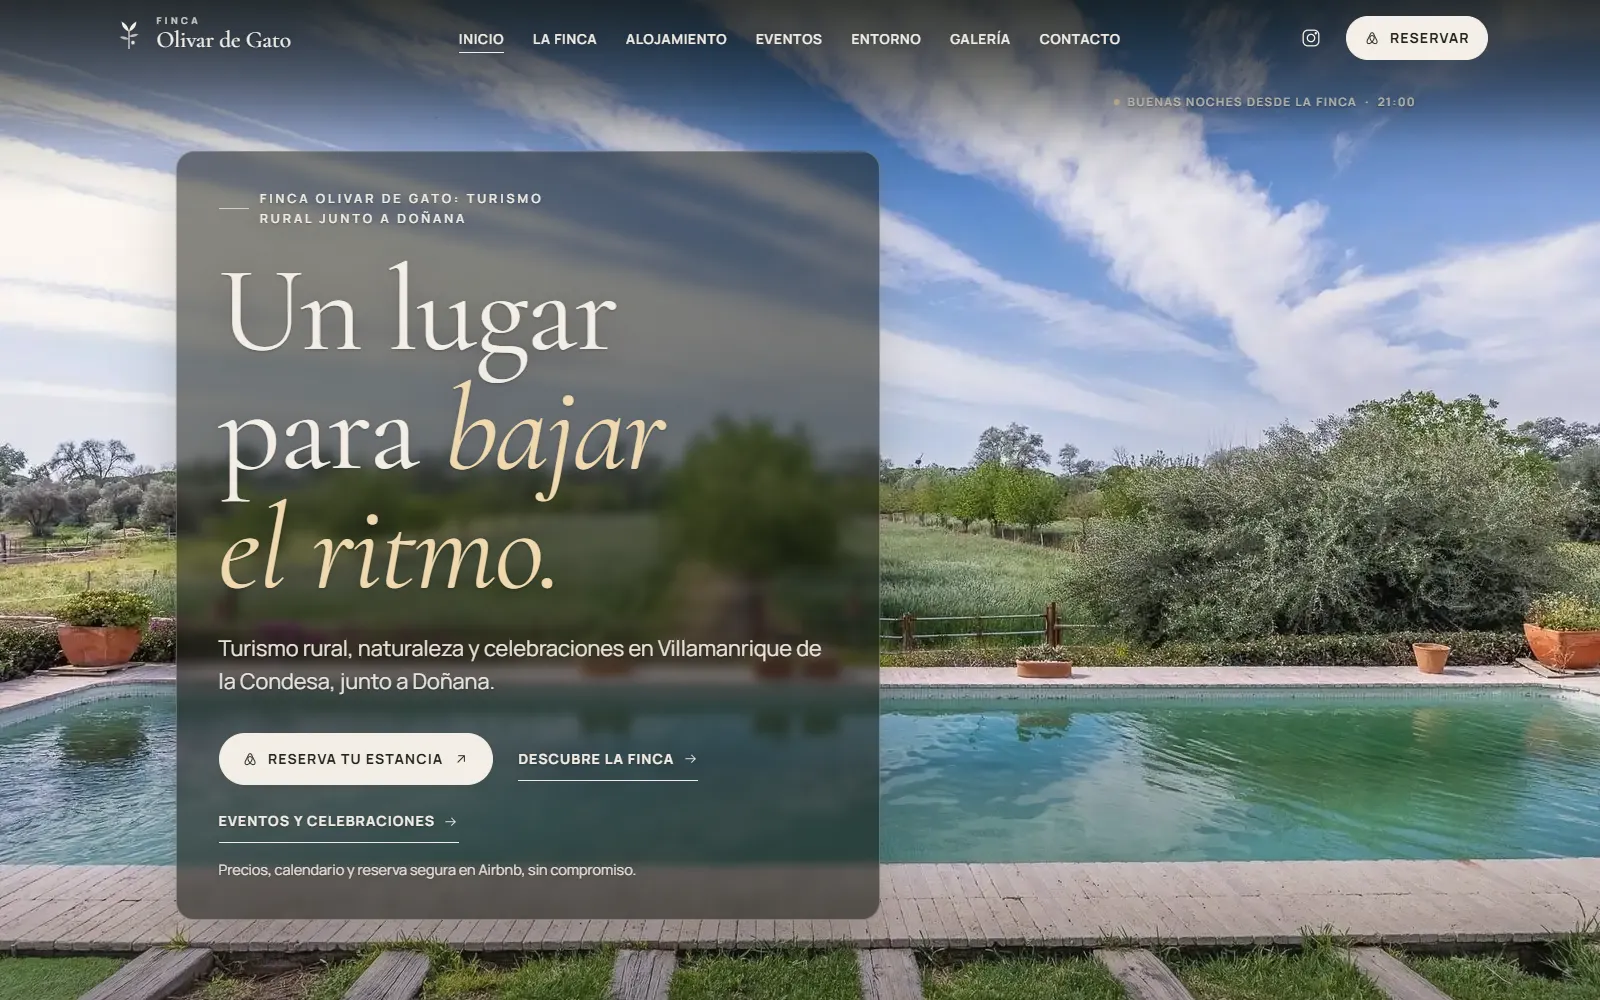 FINCA
Olivar de Gato
INICIO
LA FINCA
ALOJAMIENTO
EVENTOS
ENTORNO
GALERÍA
CONTACTO
RESERVAR
BUENAS NOCHES DESDE LA FINCA · 21:00
FINCA OLIVAR DE GATO: TURISMO
RURAL JUNTO A DOÑANA
Un lugar
para bajar
el ritmo.
Turismo rural, naturaleza y celebraciones en Villamanrique de
la Condesa, junto a Doñana.
RESERVA TU ESTANCIA ↗
DESCUBRE LA FINCA →
EVENTOS Y CELEBRACIONES →
Precios, calendario y reserva segura en Airbnb, sin compromiso.